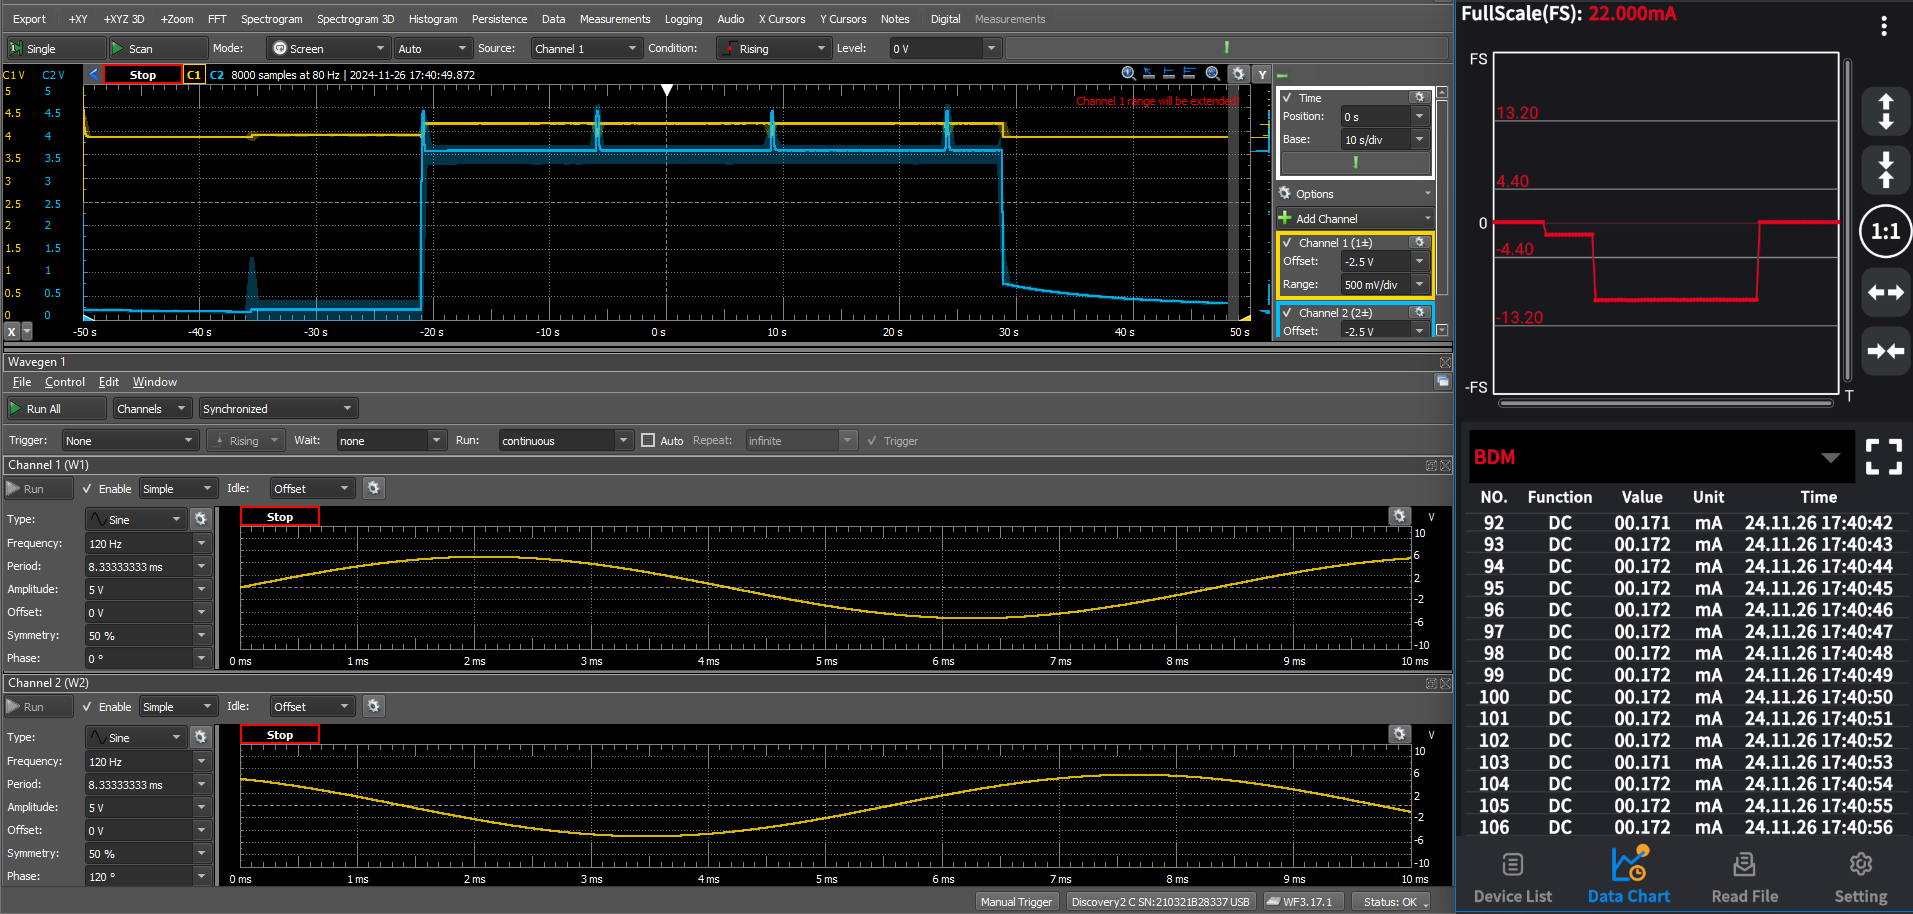 Export +XY +XYZ 3D +Zoom FFT Spectrogram Spectrogram 3D Histogram Persistence Data Measurements Logging Audio X Cursors Y Cursors Notes Digital Measurements
Single Scan Mode: Screen Auto Source: Channel 1 Condition: Rising Level: 0 V
C1 V C2 V Stop C1 C2 8000 samples at 80 Hz | 2024-11-26 17:40:49.872 Y
Channel 1 range will be extended!
5 5
4.5 4.5
4 4
3.5 3.5
3 3
2.5 2.5
2 2
1.5 1.5
1 1
0.5 0.5
0 0
X -50 s -40 s -30 s -20 s -10 s 0 s 10 s 20 s 30 s 40 s 50 s
Time
Position: 0 s
Base: 10 s/div
Options
Add Channel
Channel 1 (1±)
Offset: -2.5 V
Range: 500 mV/div
Channel 2 (2±)
Offset: -2.5 V
Wavegen 1
File Control Edit Window
Run All Channels Synchronized
Trigger: None Rising Wait: none Run: continuous Auto Repeat: infinite Trigger
Channel 1 (W1)
Run Enable Simple Idle: Offset
Type: Sine
Frequency: 120 Hz
Period: 8.33333333 ms
Amplitude: 5 V
Offset: 0 V
Symmetry: 50 %
Phase: 0 °
Stop V
10
6
2
-2
-6
-10
0 ms 1 ms 2 ms 3 ms 4 ms 5 ms 6 ms 7 ms 8 ms 9 ms 10 ms
Channel 2 (W2)
Run Enable Simple Idle: Offset
Type: Sine
Frequency: 120 Hz
Period: 8.33333333 ms
Amplitude: 5 V
Offset: 0 V
Symmetry: 50 %
Phase: 120 °
Stop V
10
6
2
-2
-6
-10
0 ms 1 ms 2 ms 3 ms 4 ms 5 ms 6 ms 7 ms 8 ms 9 ms 10 ms
Manual Trigger Discovery2 C SN:210321B28337 USB WF3.17.1 Status: OK
FullScale(FS): 22.000mA
FS
13.20
4.40
0
-4.40
-13.20
-FS
T
1:1
BDM
NO. Function Value Unit Time
92 DC 00.171 mA 24.11.26 17:40:42
93 DC 00.172 mA 24.11.26 17:40:43
94 DC 00.172 mA 24.11.26 17:40:44
95 DC 00.172 mA 24.11.26 17:40:45
96 DC 00.172 mA 24.11.26 17:40:46
97 DC 00.172 mA 24.11.26 17:40:47
98 DC 00.172 mA 24.11.26 17:40:48
99 DC 00.172 mA 24.11.26 17:40:49
100 DC 00.172 mA 24.11.26 17:40:50
101 DC 00.172 mA 24.11.26 17:40:51
102 DC 00.172 mA 24.11.26 17:40:52
103 DC 00.171 mA 24.11.26 17:40:53
104 DC 00.172 mA 24.11.26 17:40:54
105 DC 00.172 mA 24.11.26 17:40:55
106 DC 00.172 mA 24.11.26 17:40:56
Device List Data Chart Read File Setting